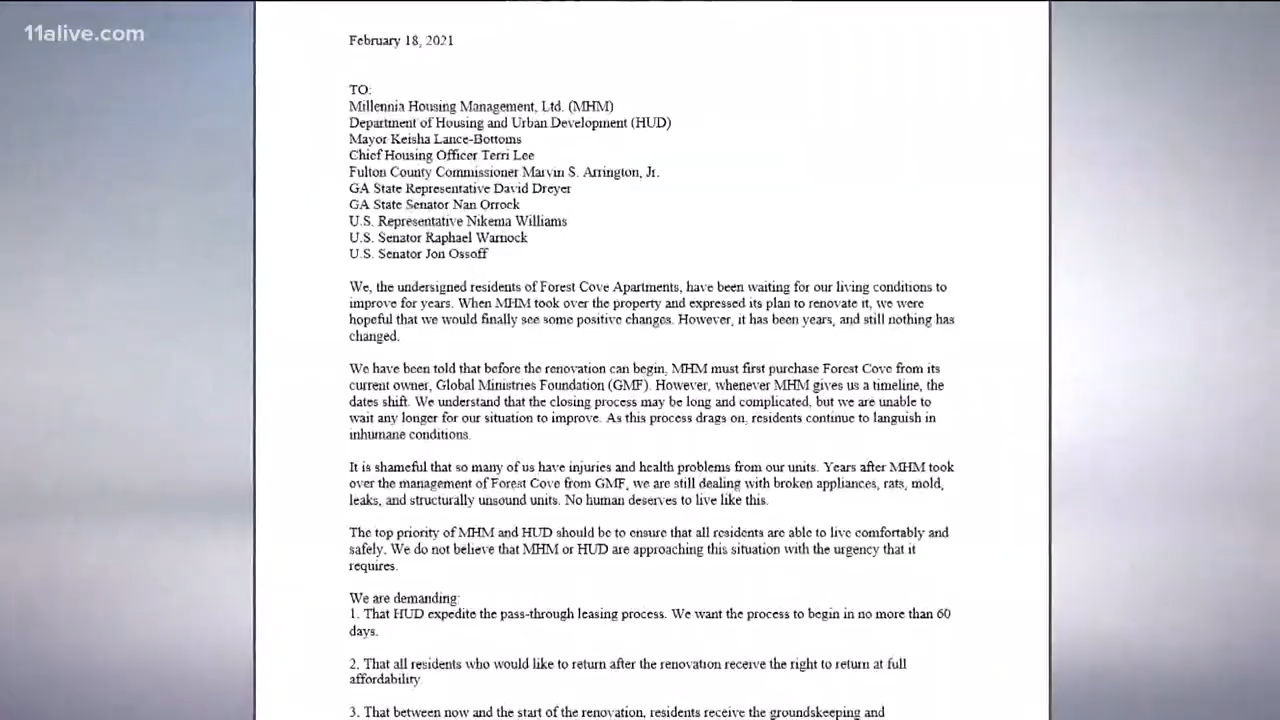 11alive.com
February 18, 2021
TO:
Millennia Housing Management, Ltd. (MHM)
Department of Housing and Urban Development (HUD)
Mayor Keisha Lance-Bottoms
Chief Housing Officer Terri Lee
Fulton County Commissioner Marvin S. Arrington, Jr.
GA State Representative David Dreyer
GA State Senator Nan Orrock
U.S. Representative Nikema Williams
U.S. Senator Raphael Warnock
U.S. Senator Jon Ossoff
We, the undersigned residents of Forest Cove Apartments, have been waiting for our living conditions to
improve for years. When MHM took over the property and expressed its plan to renovate it, we were
hopeful that we would finally see some positive changes. However, it has been years, and still nothing has
changed.
We have been told that before the renovation can begin, MHM must first purchase Forest Cove from its
current owner, Global Ministries Foundation (GMF). However, whenever MHM gives us a timeline, the
dates shift. We understand that the closing process may be long and complicated, but we are unable to
wait any longer for our situation to improve. As this process drags on, residents continue to languish in
inhumane conditions.
It is shameful that so many of us have injuries and health problems from our units. Years after MHM took
over the management of Forest Cove from GMF, we are still dealing with broken appliances, rats, mold,
leaks, and structurally unsound units. No human deserves to live like this.
The top priority of MHM and HUD should be to ensure that all residents are able to live comfortably and
safely. We do not believe that MHM or HUD are approaching this situation with the urgency that it
requires.
We are demanding:
1. That HUD expedite the pass-through leasing process. We want the process to begin in no more than 60
days.
2. That all residents who would like to return after the renovation receive the right to return at full
affordability
3. That between now and the start of the renovation, residents receive the groundskeeping and